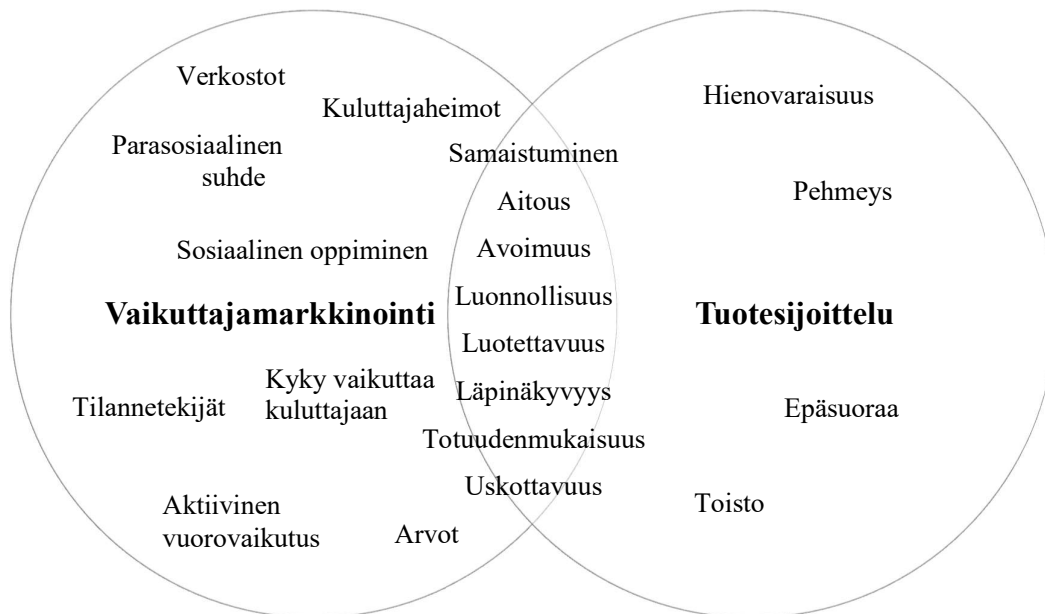 Verkostot
Kuluttajaheimot
Parasosiaalinen
suhde
Sosiaalinen oppiminen
Vaikuttajamarkkinointi
Tilannetekijät
Kyky vaikuttaa
kuluttajaan
Aktiivinen
vuorovaikutus
Arvot
Samaistuminen
Aitous
Avoimuus
Luonnollisuus
Luotettavuus
Läpinäkyvyys
Totuudenmukaisuus
Uskottavuus
Hienovaraisuus
Pehmeys
Tuotesijoittelu
Epäsuoraa
Toisto